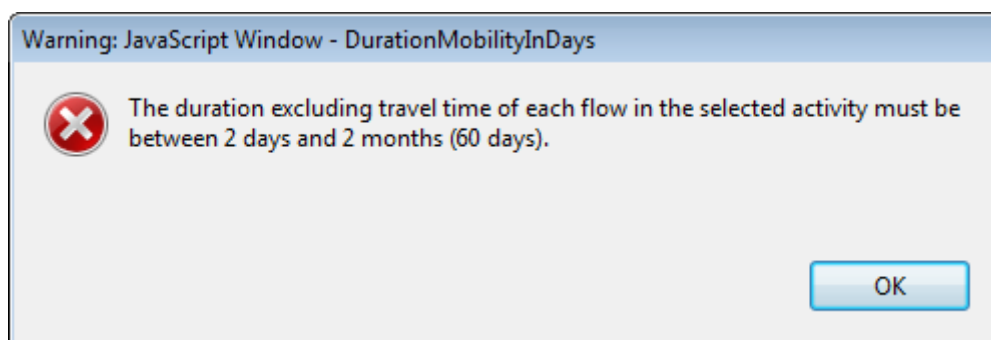 Warning: JavaScript Window - DurationMobilityInDays
The duration excluding travel time of each flow in the selected activity must be
between 2 days and 2 months (60 days).
OK